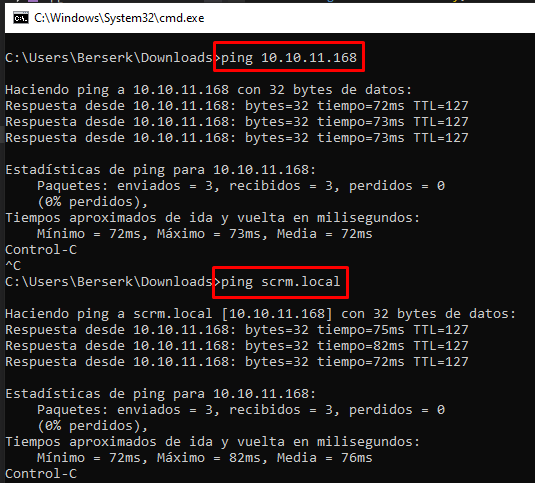 C:\Windows\System32\cmd.exe
C:\Users\Berserk\Downloads>ping 10.10.11.168
Haciendo ping a 10.10.11.168 con 32 bytes de datos:
Respuesta desde 10.10.11.168: bytes=32 tiempo=72ms TTL=127
Respuesta desde 10.10.11.168: bytes=32 tiempo=73ms TTL=127
Respuesta desde 10.10.11.168: bytes=32 tiempo=73ms TTL=127
Estadísticas de ping para 10.10.11.168:
    Paquetes: enviados = 3, recibidos = 3, perdidos = 0
    (0% perdidos),
Tiempos aproximados de ida y vuelta en milisegundos:
    Mínimo = 72ms, Máximo = 73ms, Media = 72ms
Control-C
^C
C:\Users\Berserk\Downloads>ping scrm.local
Haciendo ping a scrm.local [10.10.11.168] con 32 bytes de datos:
Respuesta desde 10.10.11.168: bytes=32 tiempo=75ms TTL=127
Respuesta desde 10.10.11.168: bytes=32 tiempo=82ms TTL=127
Respuesta desde 10.10.11.168: bytes=32 tiempo=72ms TTL=127
Estadísticas de ping para 10.10.11.168:
    Paquetes: enviados = 3, recibidos = 3, perdidos = 0
    (0% perdidos),
Tiempos aproximados de ida y vuelta en milisegundos:
    Mínimo = 72ms, Máximo = 82ms, Media = 76ms
Control-C